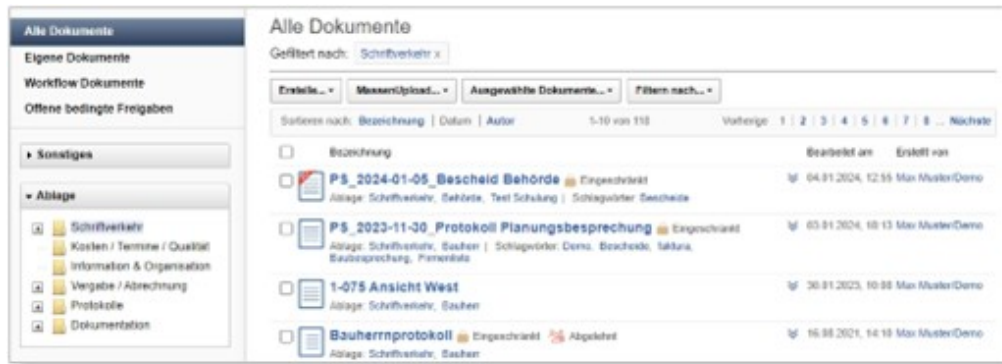 Alle Dokumente
Eigene Dokumente
Workflow Dokumente
Offene bedingte Freigaben
Sonstiges
Ablage
Schriftverkehr
Kosten / Termine / Qualität
Information & Organisation
Vergabe / Abrechnung
Protokolle
Dokumentation
Alle Dokumente
Gefiltert nach: Schriftverkehr x
Erstelle... MassenUpload... Ausgewählte Dokumente... Filtern nach...
Sortieren nach: Bezeichnung | Datum | Autor 1-10 von 118 Vorherige 1 | 2 | 3 | 4 | 5 | 6 | 7 | 8 ... Nächste
Bezeichnung Bearbeitet am Erstellt von
PS_2024-01-05_Bescheid Behörde Eingeschränkt 04.01.2024, 12:55 Max Muster/Demo
Ablage: Schriftverkehr, Behörde, Test Schulung | Schlagwörter: Bescheide
PS_2023-11-30_Protokoll Planungsbesprechung Eingeschränkt 03.01.2024, 10:13 Max Muster/Demo
Ablage: Schriftverkehr, Bauherr | Schlagwörter: Demo, Bescheide, faktura,
Baubesprechung, Firmenliste
1-075 Ansicht West 30.01.2023, 10:08 Max Muster/Demo
Ablage: Schriftverkehr, Bauherr
Bauherrnprotokoll Eingeschränkt Abgelehnt 16.08.2021, 14:10 Max Muster/Demo
Ablage: Schriftverkehr, Bauherr